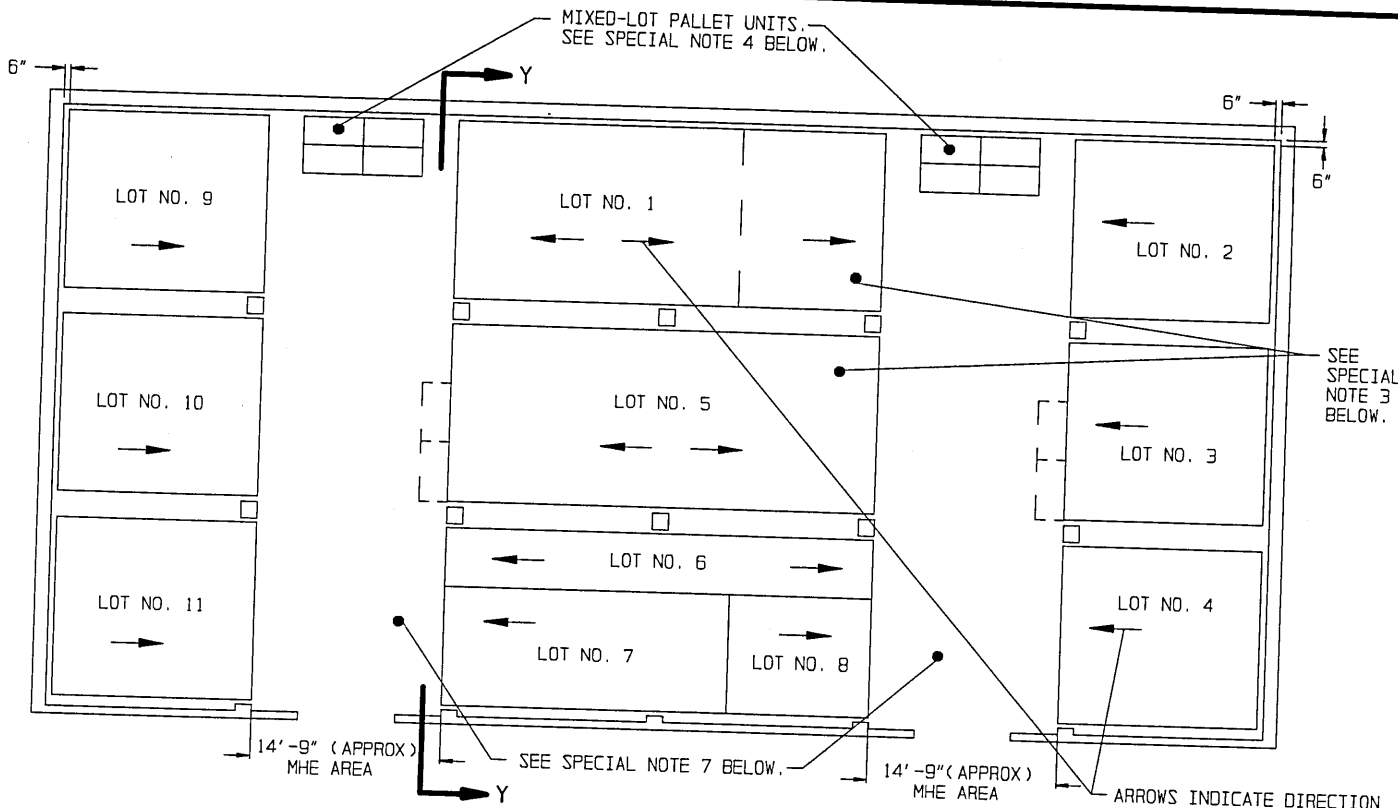 MIXED-LOT PALLET UNITS.
SEE SPECIAL NOTE 4 BELOW.
6"
Y
6"
6"
LOT NO. 9
LOT NO. 1
LOT NO. 2
LOT NO. 10
LOT NO. 5
LOT NO. 3
SEE
SPECIAL
NOTE 3
BELOW.
LOT NO. 6
LOT NO. 11
LOT NO. 7
LOT NO. 8
LOT NO. 4
14'-9" (APPROX)
MHE AREA
SEE SPECIAL NOTE 7 BELOW.
14'-9"(APPROX)
MHE AREA
Y
ARROWS INDICATE DIRECTION